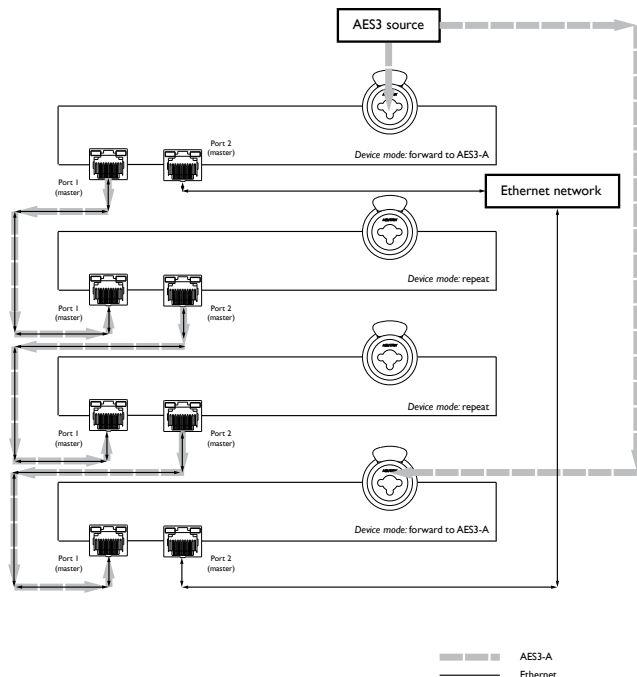 AES3 source
Port 2
(master)
Device mode: forward to AES3-A
Port 1
(master)
Ethernet network
Device mode: repeat
Port 1
(master)
Port 2
(master)
Device mode: repeat
Port 1
(master)
Port 2
(master)
Device mode: forward to AES3-A
Port 1
(master)
Port 2
(master)
AES3-A
Ethernet